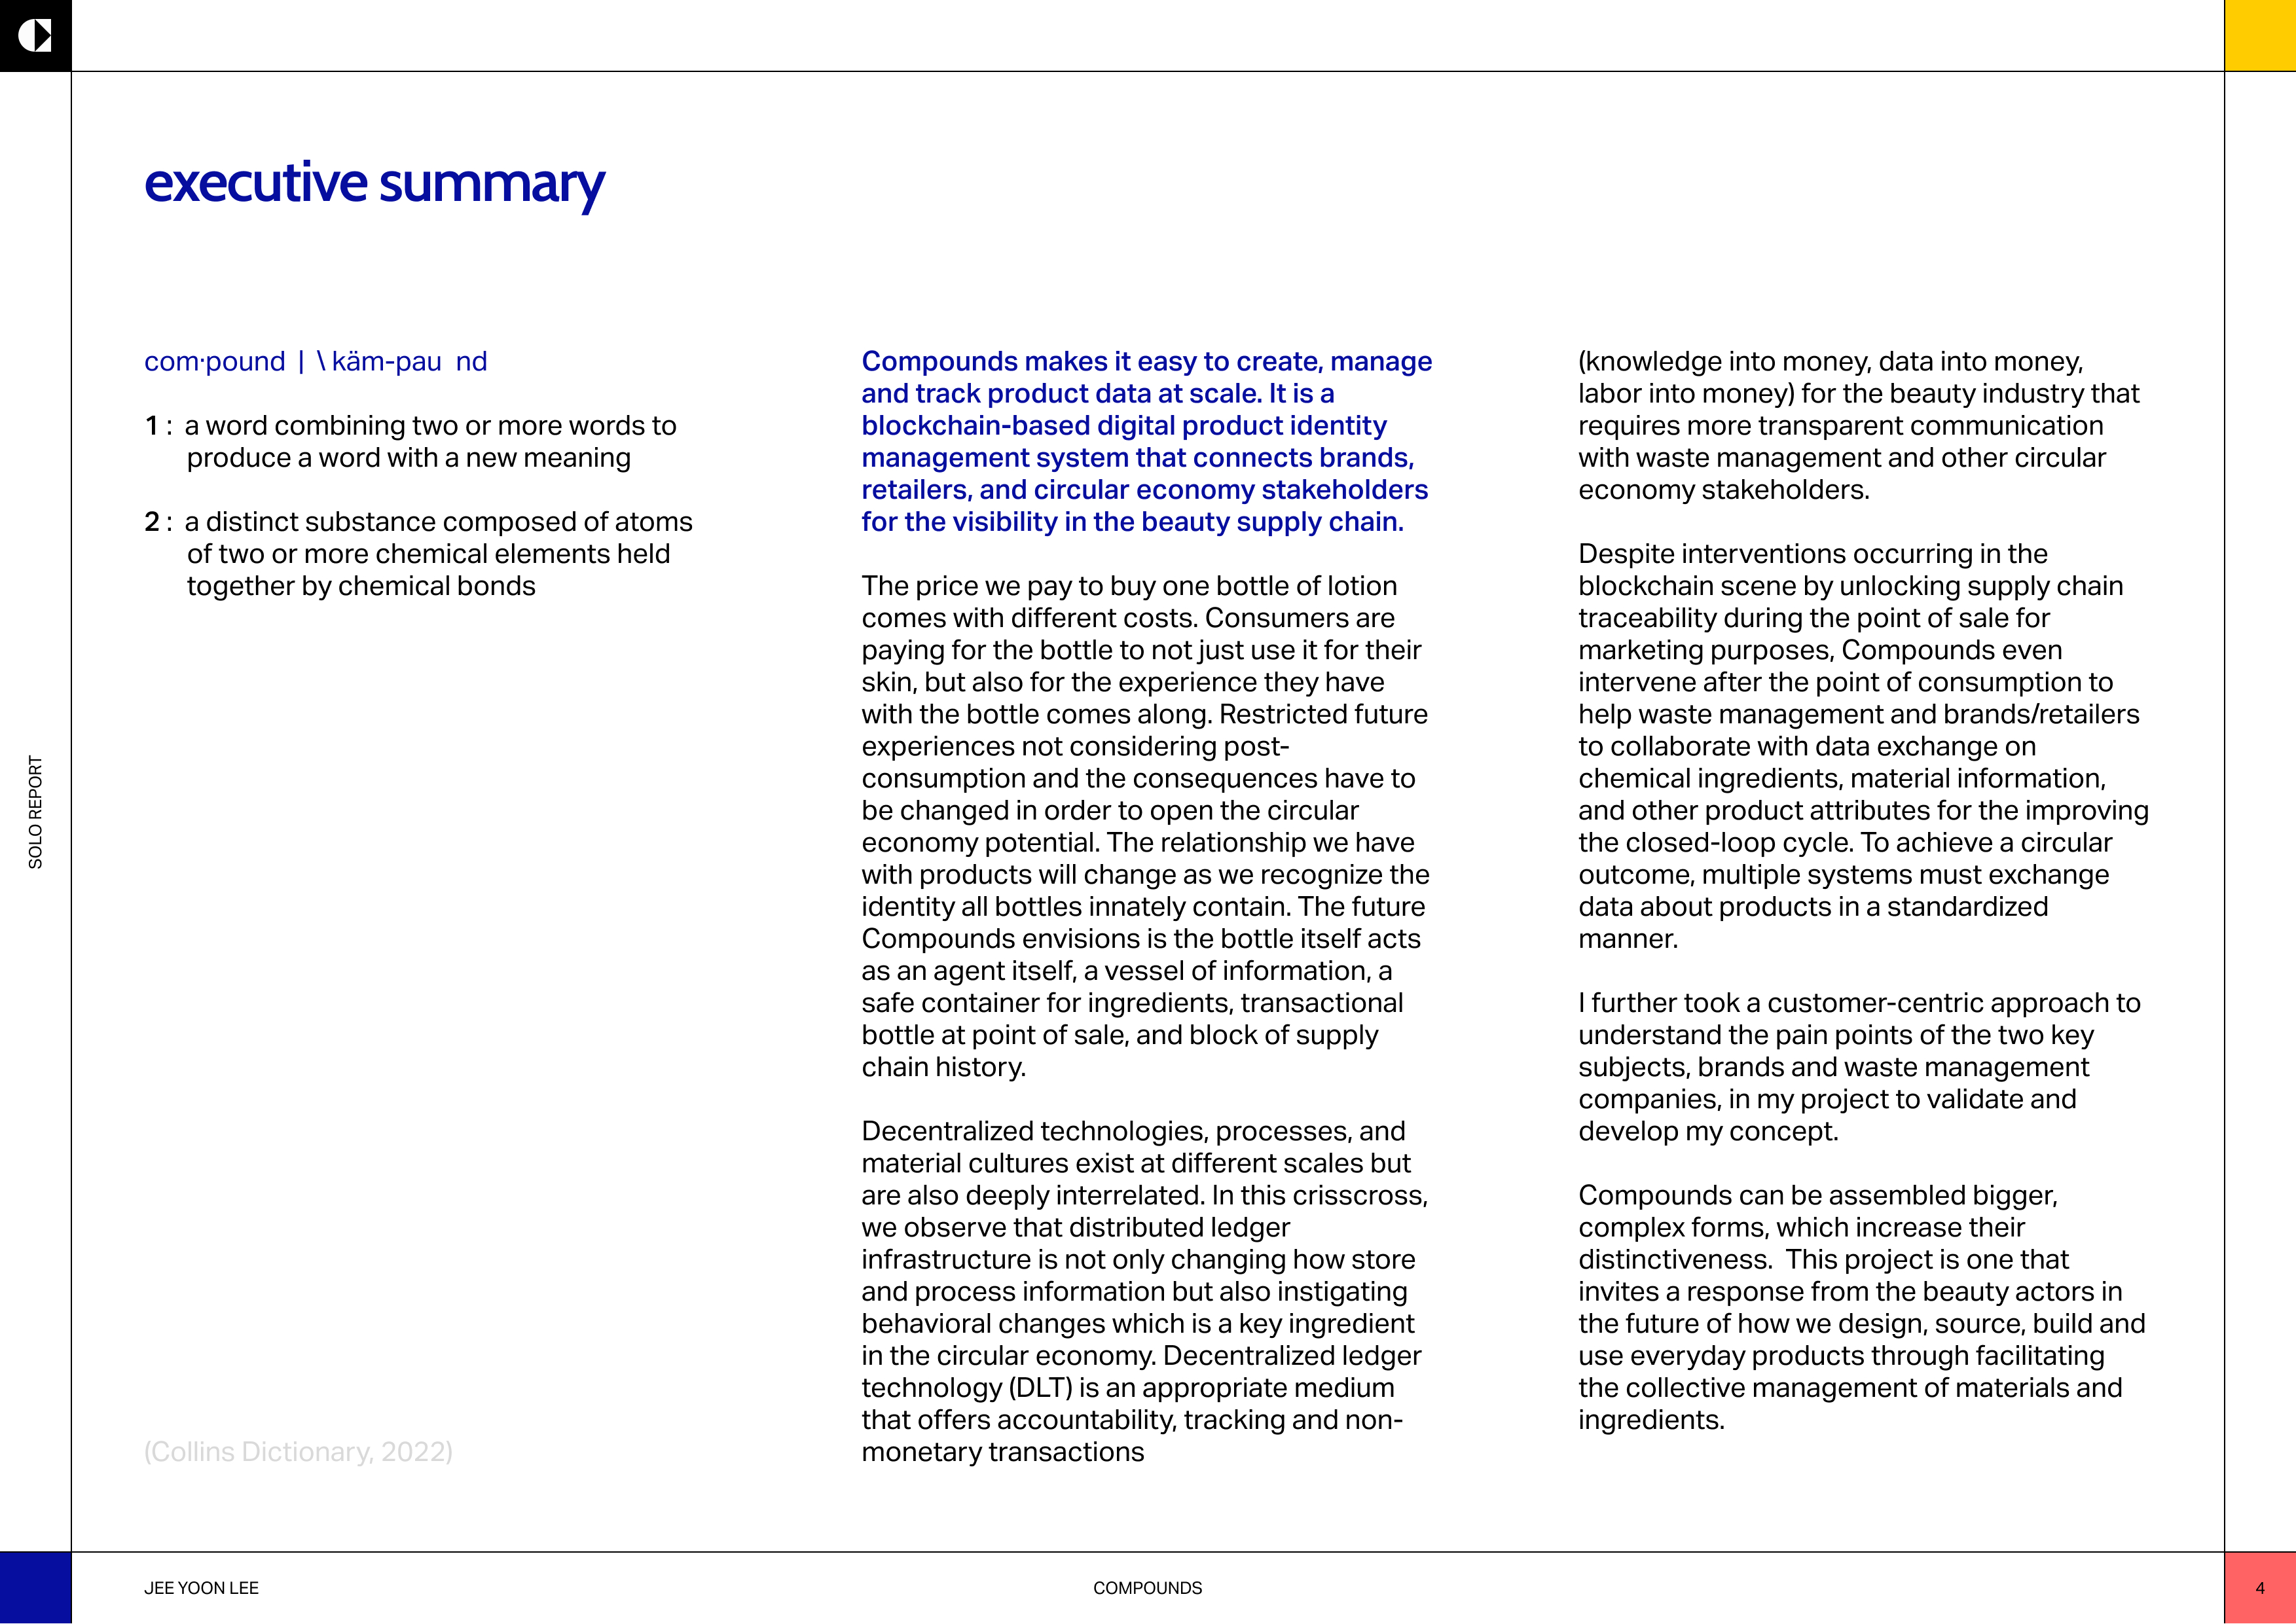 executive summary
com·pound | \ käm-pau nd
1 : a word combining two or more words to
produce a word with a new meaning
2 : a distinct substance composed of atoms
of two or more chemical elements held
together by chemical bonds
(Collins Dictionary, 2022)
Compounds makes it easy to create, manage
and track product data at scale. It is a
blockchain-based digital product identity
management system that connects brands,
retailers, and circular economy stakeholders
for the visibility in the beauty supply chain.
The price we pay to buy one bottle of lotion
comes with different costs. Consumers are
paying for the bottle to not just use it for their
skin, but also for the experience they have
with the bottle comes along. Restricted future
experiences not considering post-
consumption and the consequences have to
be changed in order to open the circular
economy potential. The relationship we have
with products will change as we recognize the
identity all bottles innately contain. The future
Compounds envisions is the bottle itself acts
as an agent itself, a vessel of information, a
safe container for ingredients, transactional
bottle at point of sale, and block of supply
chain history.
Decentralized technologies, processes, and
material cultures exist at different scales but
are also deeply interrelated. In this crisscross,
we observe that distributed ledger
infrastructure is not only changing how store
and process information but also instigating
behavioral changes which is a key ingredient
in the circular economy. Decentralized ledger
technology (DLT) is an appropriate medium
that offers accountability, tracking and non-
monetary transactions
(knowledge into money, data into money,
labor into money) for the beauty industry that
requires more transparent communication
with waste management and other circular
economy stakeholders.
Despite interventions occurring in the
blockchain scene by unlocking supply chain
traceability during the point of sale for
marketing purposes, Compounds even
intervene after the point of consumption to
help waste management and brands/retailers
to collaborate with data exchange on
chemical ingredients, material information,
and other product attributes for the improving
the closed-loop cycle. To achieve a circular
outcome, multiple systems must exchange
data about products in a standardized
manner.
I further took a customer-centric approach to
understand the pain points of the two key
subjects, brands and waste management
companies, in my project to validate and
develop my concept.
Compounds can be assembled bigger,
complex forms, which increase their
distinctiveness.  This project is one that
invites a response from the beauty actors in
the future of how we design, source, build and
use everyday products through facilitating
the collective management of materials and
ingredients.
SOLO REPORT
JEE YOON LEE
COMPOUNDS
4